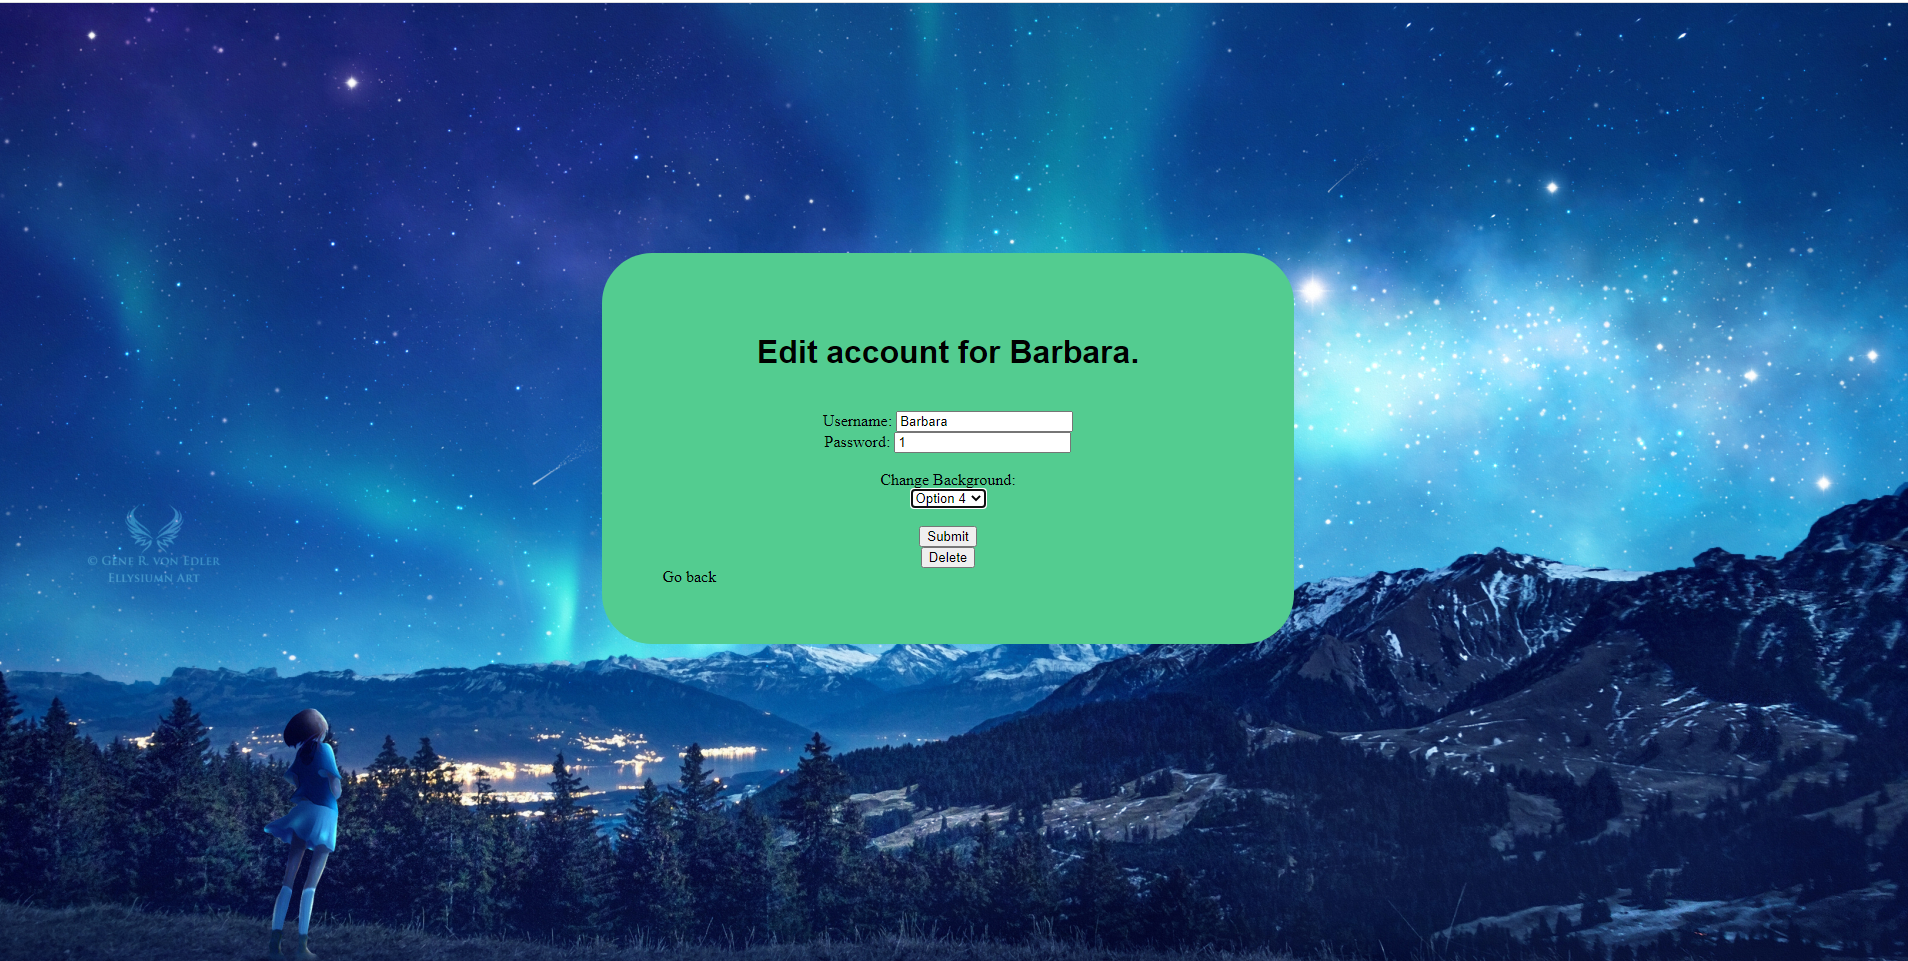 Edit account for Barbara.
Username: Barbara
Password: 1
Change Background:
Option 4
Submit
Delete
Go back
© Gene R. von Edler
Ellysiumn Art